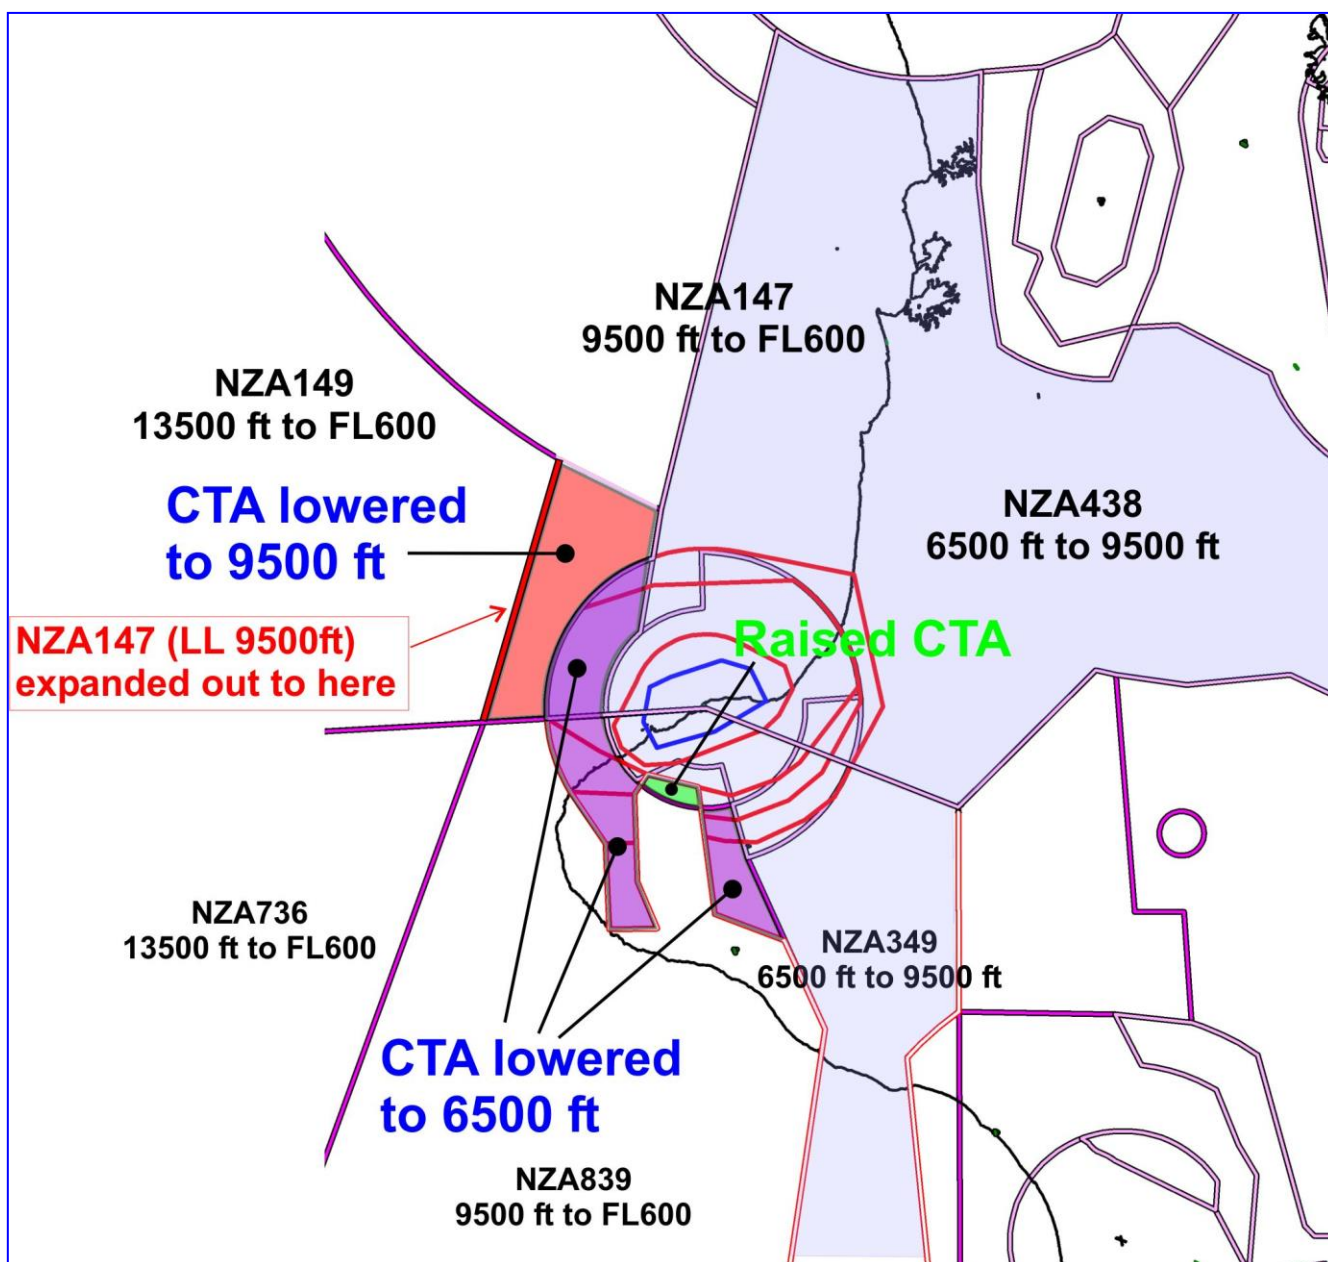 NZA147
9500 ft to FL600
NZA149
13500 ft to FL600
CTA lowered
to 9500 ft
NZA438
6500 ft to 9500 ft
NZA147 (LL 9500ft)
expanded out to here
Raised CTA
NZA736
13500 ft to FL600
NZA349
6500 ft to 9500 ft
CTA lowered
to 6500 ft
NZA839
9500 ft to FL600